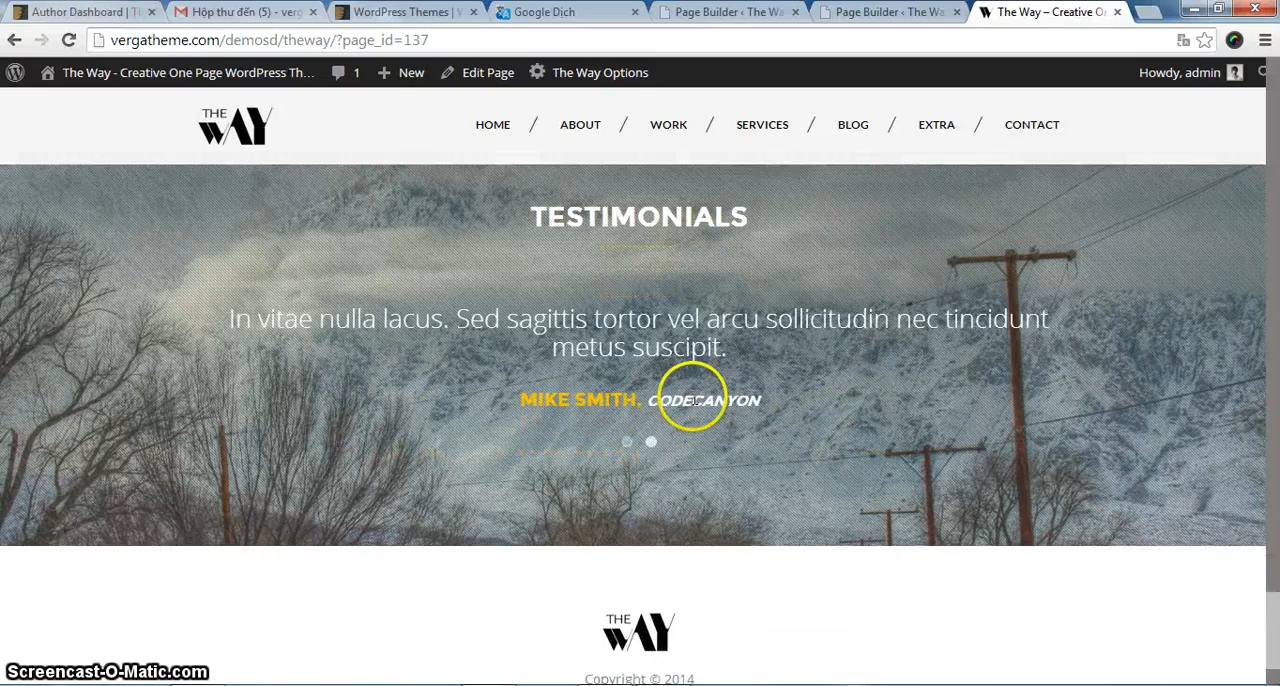 Author Dashboard | Tl
Hộp thư đến (5) - verg
WordPress Themes | V
Google Dịch
Page Builder ‹ The Wa
Page Builder ‹ The Wa
The Way – Creative O
vergatheme.com/demosd/theway/?page_id=137
The Way - Creative One Page WordPress Th...
1
New
Edit Page
The Way Options
Howdy, admin
THE WAY
HOME / ABOUT / WORK / SERVICES / BLOG / EXTRA / CONTACT
TESTIMONIALS
In vitae nulla lacus. Sed sagittis tortor vel arcu sollicitudin nec tincidunt
metus suscipit.
MIKE SMITH, CODECANYON
THE WAY
Copyright © 2014
Screencast-O-Matic.com